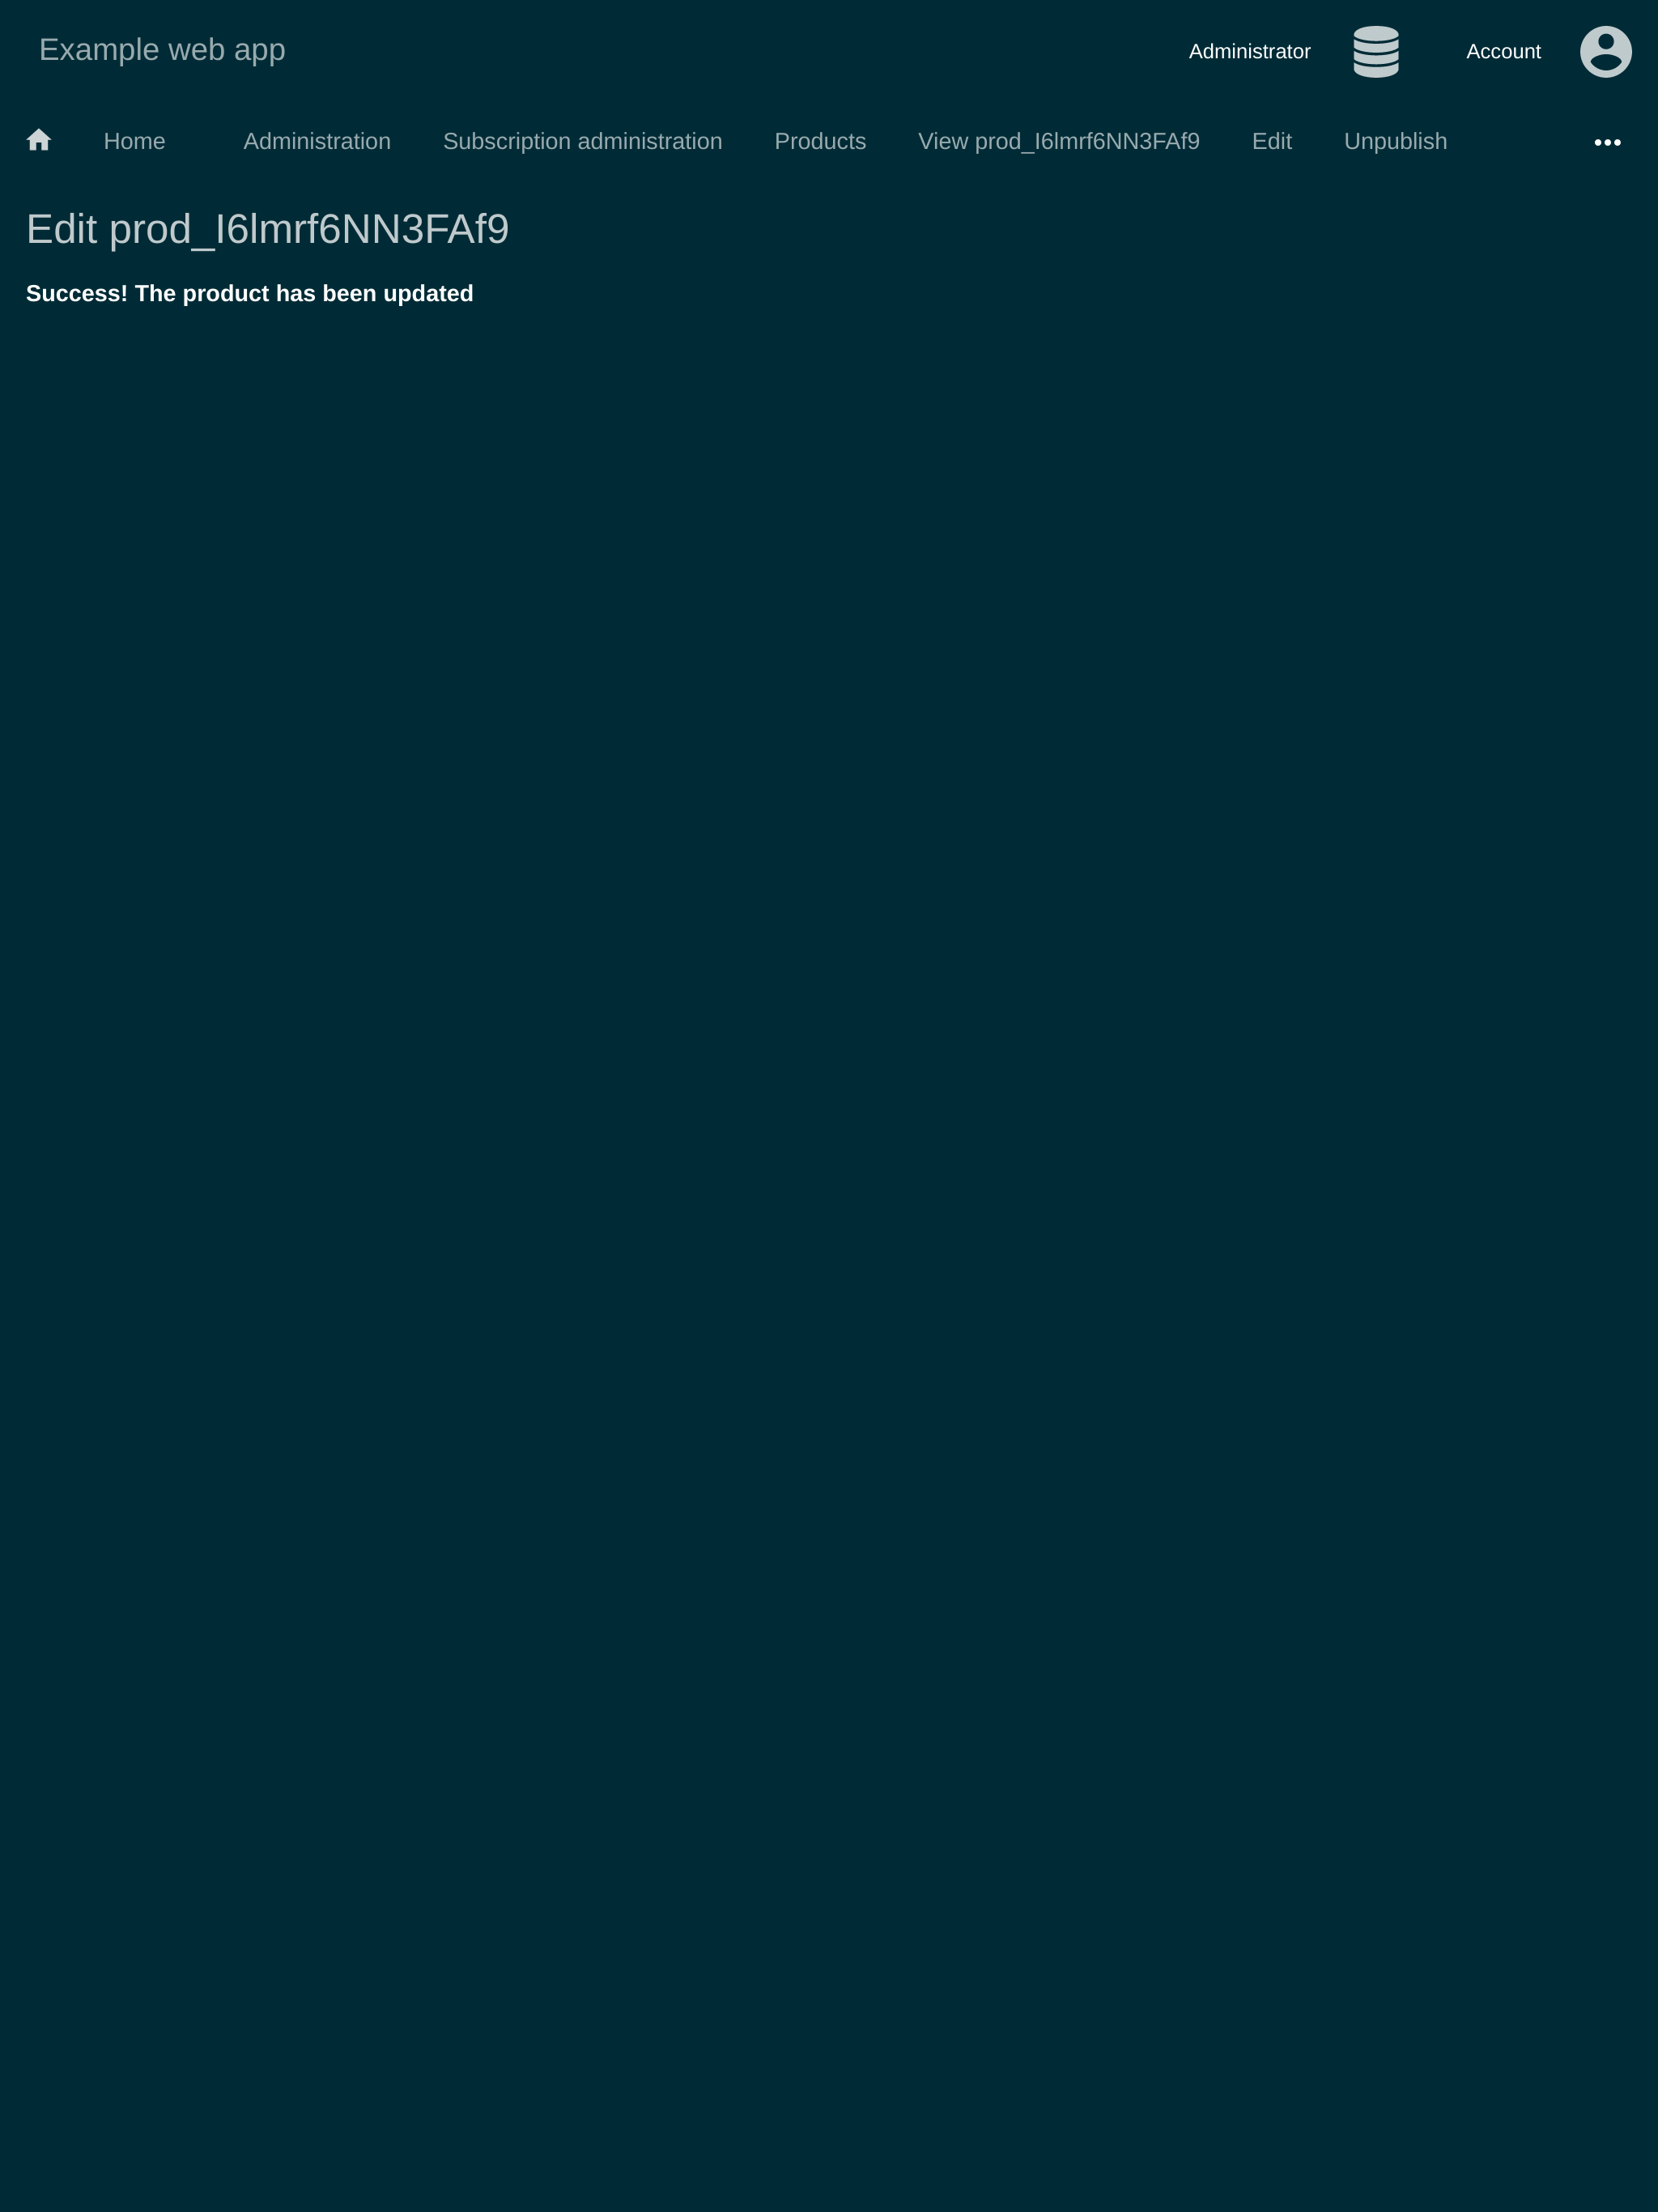 Example web app
Administrator
Account
Home
Administration
Subscription administration
Products
View prod_I6lmrf6NN3FAf9
Edit
Unpublish
Edit prod_I6lmrf6NN3FAf9
Success! The product has been updated